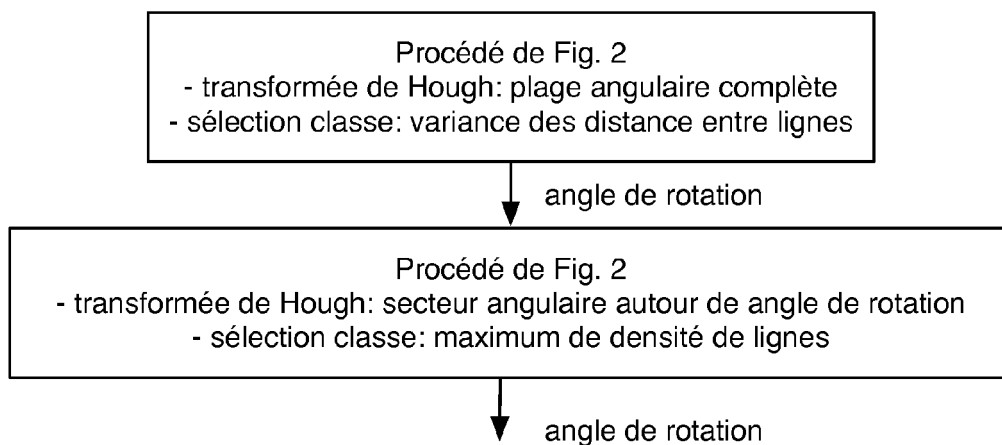 Procédé de Fig. 2
- transformée de Hough: plage angulaire complète
- sélection classe: variance des distance entre lignes
angle de rotation
Procédé de Fig. 2
- transformée de Hough: secteur angulaire autour de angle de rotation
- sélection classe: maximum de densité de lignes
angle de rotation